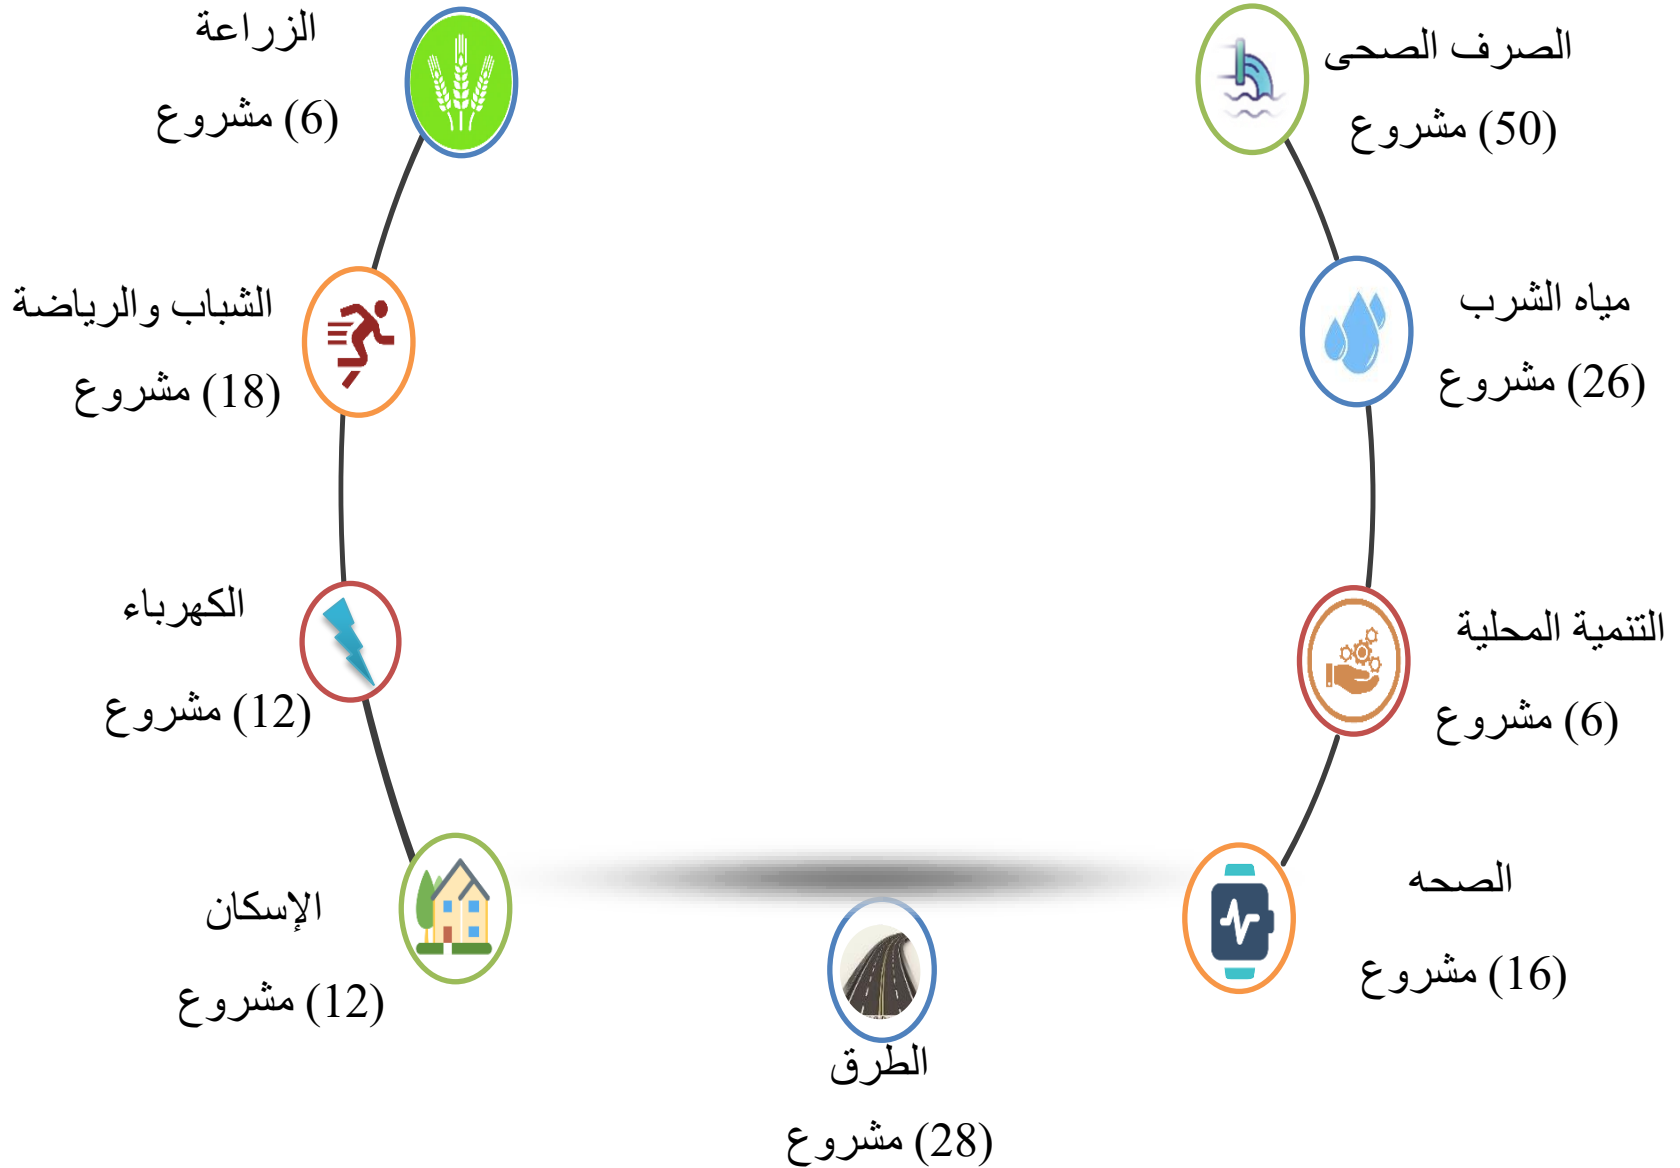 الصرف الصحى
(50) مشروع
مياه الشرب
(26) مشروع
التنمية المحلية
(6) مشروع
الصحه
(16) مشروع
الطرق
(28) مشروع
الإسكان
(12) مشروع
الكهرباء
(12) مشروع
الشباب والرياضة
(18) مشروع
الزراعة
(6) مشروع